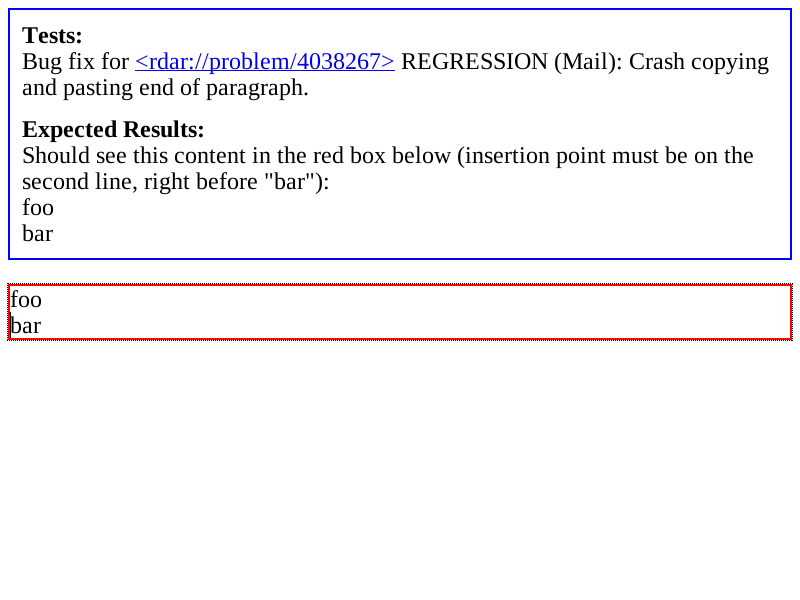 Tests:
Bug fix for <rdar://problem/4038267> REGRESSION (Mail): Crash copying
and pasting end of paragraph.
Expected Results:
Should see this content in the red box below (insertion point must be on the
second line, right before "bar"):
foo
bar
foo
bar